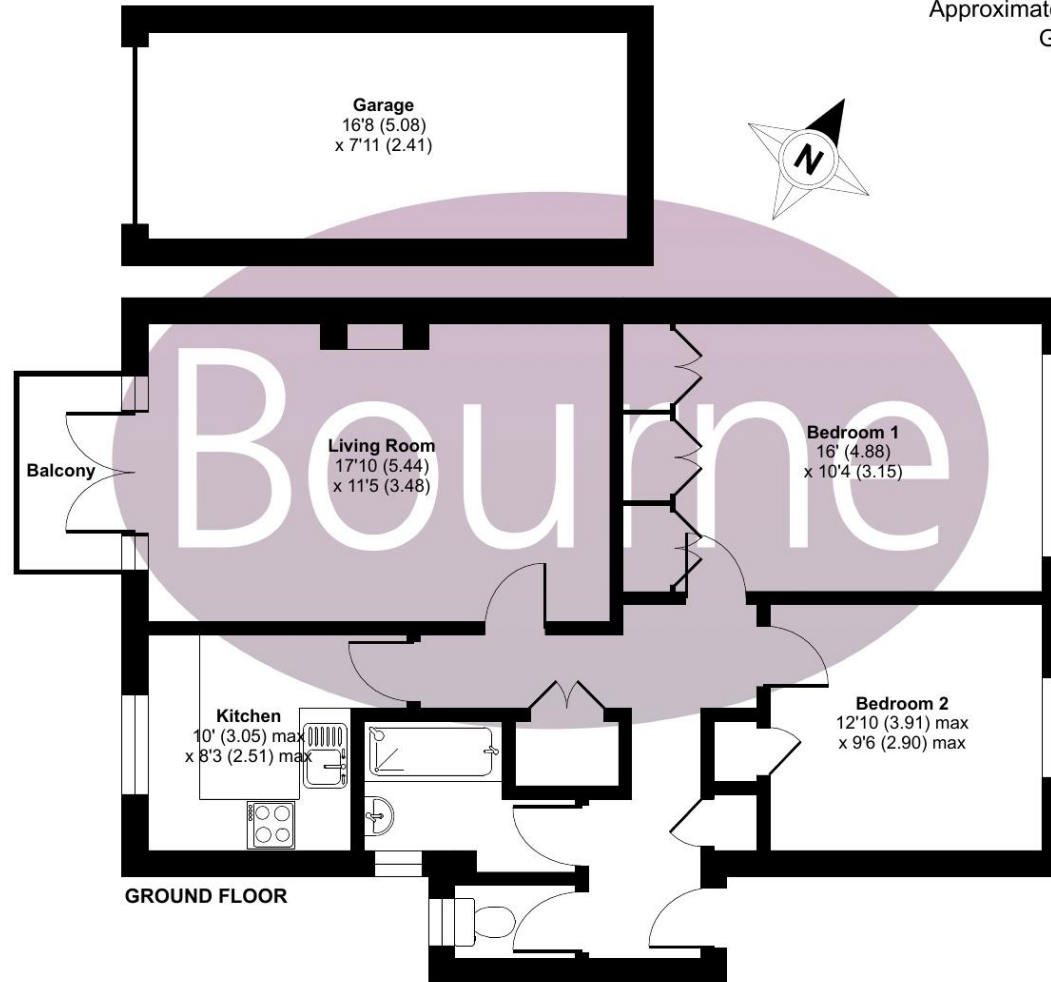 Approximate
G
Garage
16'8 (5.08)
x 7'11 (2.41)
N
Bourne
Living Room
17'10 (5.44)
x 11'5 (3.48)
Bedroom 1
16' (4.88)
x 10'4 (3.15)
Balcony
Kitchen
10' (3.05) max
x 8'3 (2.51) max
Bedroom 2
12'10 (3.91) max
x 9'6 (2.90) max
GROUND FLOOR